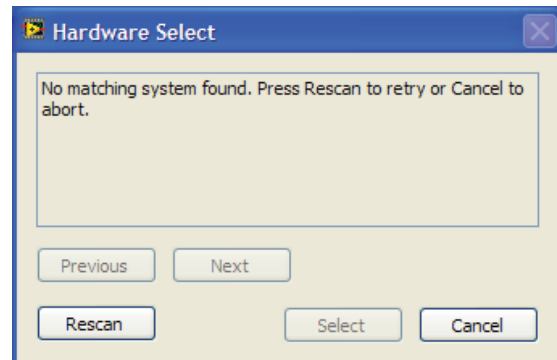 Hardware Select
No matching system found. Press Rescan to retry or Cancel to
abort.
Previous
Next
Rescan
Select
Cancel